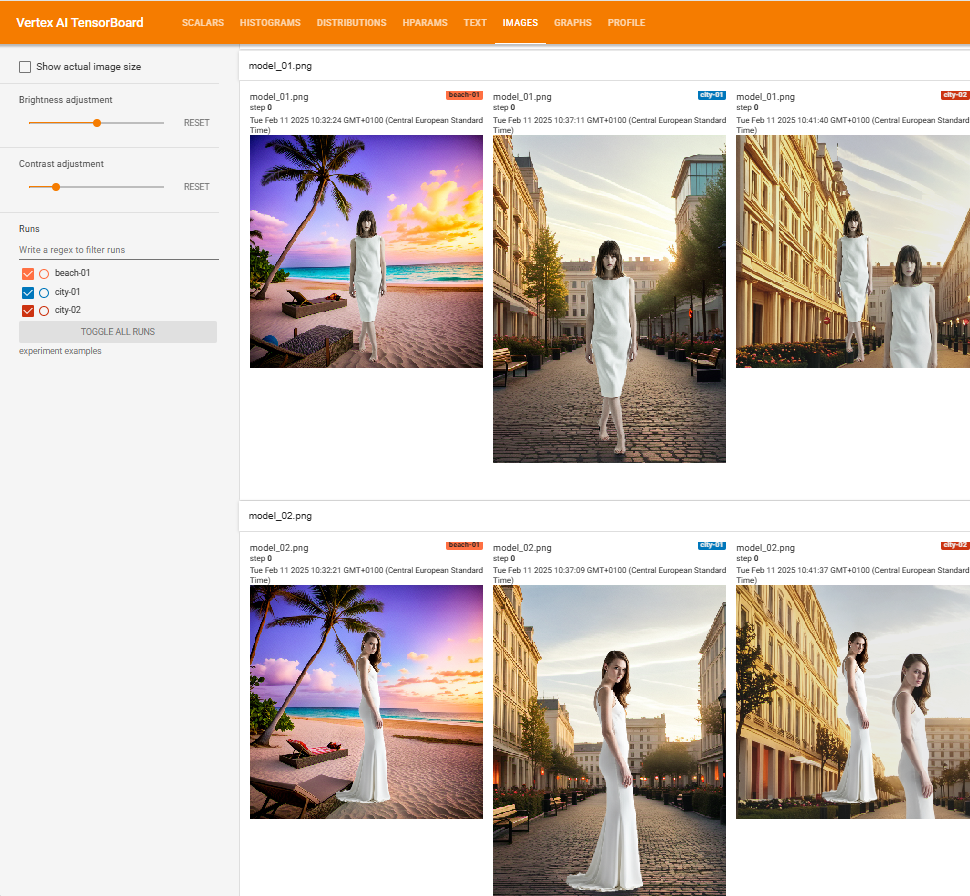 Vertex AI TensorBoard
SCALARS HISTOGRAMS DISTRIBUTIONS HPARAMS TEXT IMAGES GRAPHS PROFILE
Show actual image size
Brightness adjustment
RESET
Contrast adjustment
RESET
Runs
Write a regex to filter runs
beach-01
city-01
city-02
TOGGLE ALL RUNS
experiment examples
model_01.png
model_01.png beach-01
step 0
Tue Feb 11 2025 10:32:24 GMT+0100 (Central European Standard
Time)
model_01.png city-01
step 0
Tue Feb 11 2025 10:37:11 GMT+0100 (Central European Standard
Time)
model_01.png city-02
step 0
Tue Feb 11 2025 10:41:40 GMT+0100 (Central European Standard
Time)
model_02.png
model_02.png beach-01
step 0
Tue Feb 11 2025 10:32:21 GMT+0100 (Central European Standard
Time)
model_02.png city-01
step 0
Tue Feb 11 2025 10:37:09 GMT+0100 (Central European Standard
Time)
model_02.png city-02
step 0
Tue Feb 11 2025 10:41:37 GMT+0100 (Central European Standard
Time)